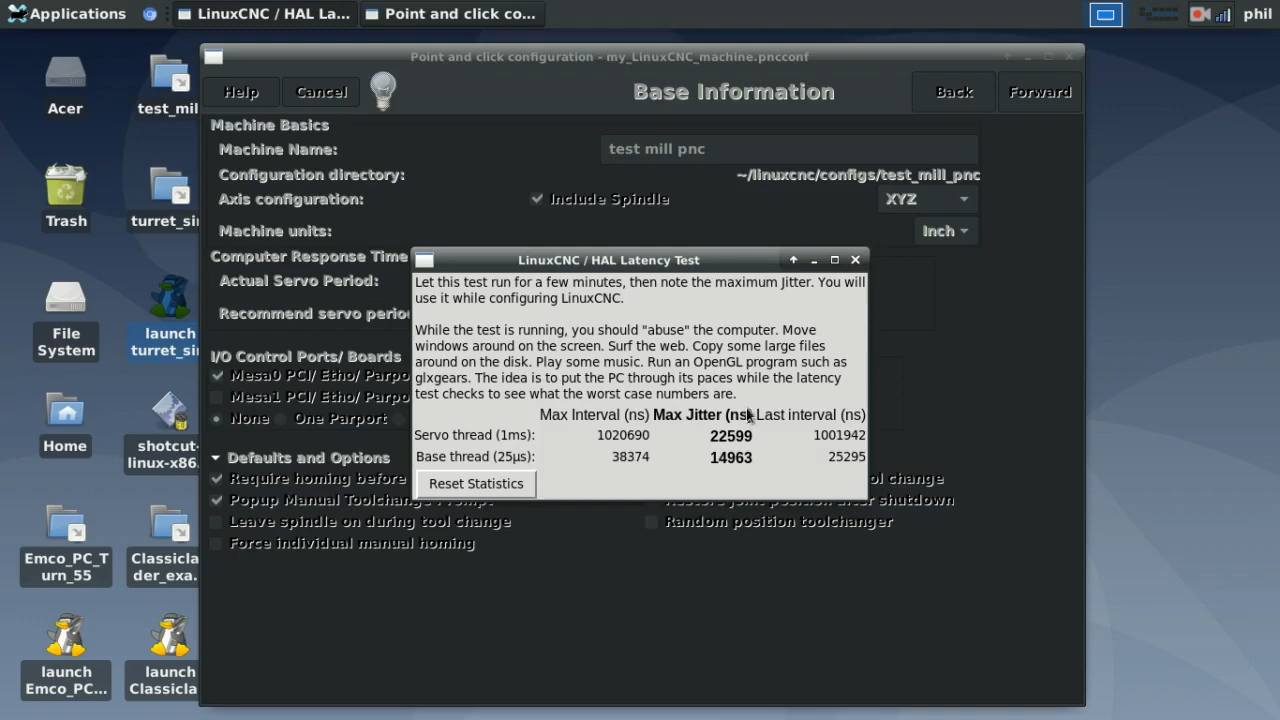 Applications
LinuxCNC / HAL La...
Point and click co...
phil
Acer
test_mil
Trash
turret_sir
File
System
launch
turret_sir
Home
shotcut-
linux-x86.
Emco_PC_T
urn_55
Classicla
der_exa.
launch
Emco_PC...
launch
Classicla
Point and click configuration - my_LinuxCNC_machine.pncconf
Help
Cancel
Base Information
Back
Forward
Machine Basics
Machine Name:
test mill pnc
Configuration directory:
~/linuxcnc/configs/test_mill_pnc
Axis configuration:
Include Spindle
XYZ
Machine units:
Inch
Computer Response Time
Actual Servo Period:
Recommend servo perio
I/O Control Ports/ Boards
Mesa0 PCI/ Etho/ Parpo
Mesa1 PCI/ Etho/ Parpo
None
One Parport
Defaults and Options
Require homing before
ol change
Popup Manual Toolchange Prompt
Restore joint position after shutdown
Leave spindle on during tool change
Random position toolchanger
Force individual manual homing
LinuxCNC / HAL Latency Test
Let this test run for a few minutes, then note the maximum Jitter. You will
use it while configuring LinuxCNC.
While the test is running, you should "abuse" the computer. Move
windows around on the screen. Surf the web. Copy some large files
around on the disk. Play some music. Run an OpenGL program such as
glxgears. The idea is to put the PC through its paces while the latency
test checks to see what the worst case numbers are.
Max Interval (ns) Max Jitter (ns) Last interval (ns)
Servo thread (1ms): 1020690 22599 1001942
Base thread (25µs): 38374 14963 25295
Reset Statistics